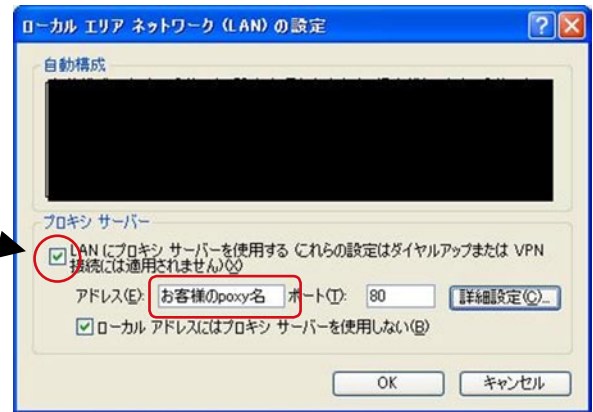 ローカル エリア ネットワーク (LAN) の設定
自動構成
プロキシ サーバー
LAN にプロキシ サーバーを使用する (これらの設定はダイヤルアップまたは VPN
接続には適用されません)(X)
アドレス(E): お客様のpoxy名 ポート(T): 80 詳細設定(C)...
ローカル アドレスにはプロキシ サーバーを使用しない(B)
OK キャンセル